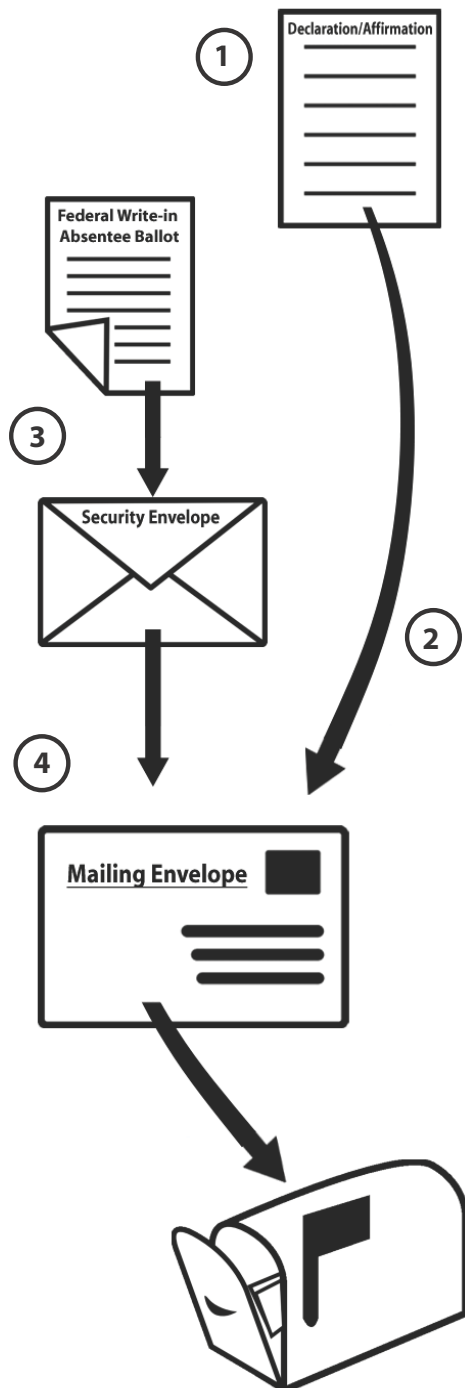 1
Declaration/Affirmation
Federal Write-in
Absentee Ballot
3
Security Envelope
2
4
Mailing Envelope